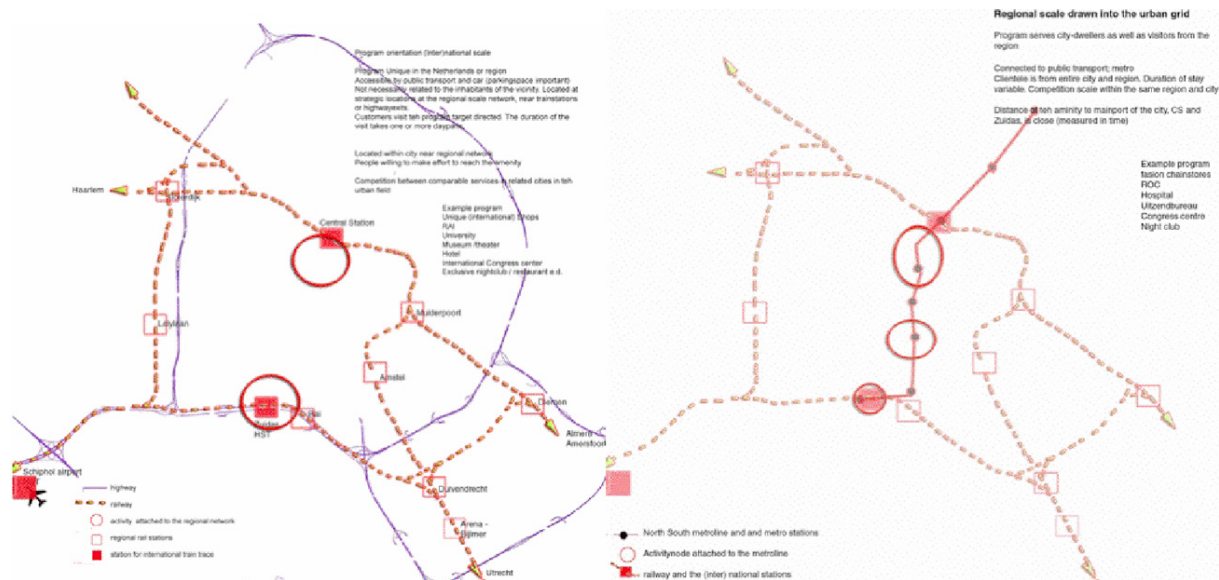 Program orientation (inter)national scale
Program Unique in the Netherlands or region
Accessible by public transport and car (parkingspace important)
Not necessarily related to the inhabitants of the vicinity. Located at
strategic locations at the regional scale network, near trainstations
or highwayexits.
Customers visit teh program target directed. The duration of the
visit takes one or more dayparts.
Located within city near regional network
People willing to make effort to reach the amenity
Competition between comparable services in related cities in teh
urban field
Example program
Unique (international) shops
RAI
University
Museum /theater
Hotel
International Congress center
Exclusive nightclub / restaurant e.d.
Haarlem
Sloterdijk
Central Station
Lelylaan
Muiderpoort
Amstel
Zuidas
HST
Rai
Diemen
Almere
Amersfoort
Schiphol airport
Duivendrecht
Arena -
Bijlmer
Utrecht
highway
railway
activity attached to the regional network
regional rail stations
station for international train trace
Regional scale drawn into the urban grid
Program serves city-dwellers as well as visitors from the
region
Connected to public transport; metro
Clientele is from entire city and region. Duration of stay
variable. Competition scale within the same region and city
Distance of teh aminity to mainport of the city, CS and
Zuidas, is close (measured in time)
Example program
fasion chainstores
ROC
Hospital
Uitzendbureau
Congress centre
Night club
North South metroline and and metro stations
Activitynode attached to the metroline
railway and the (inter) national stations